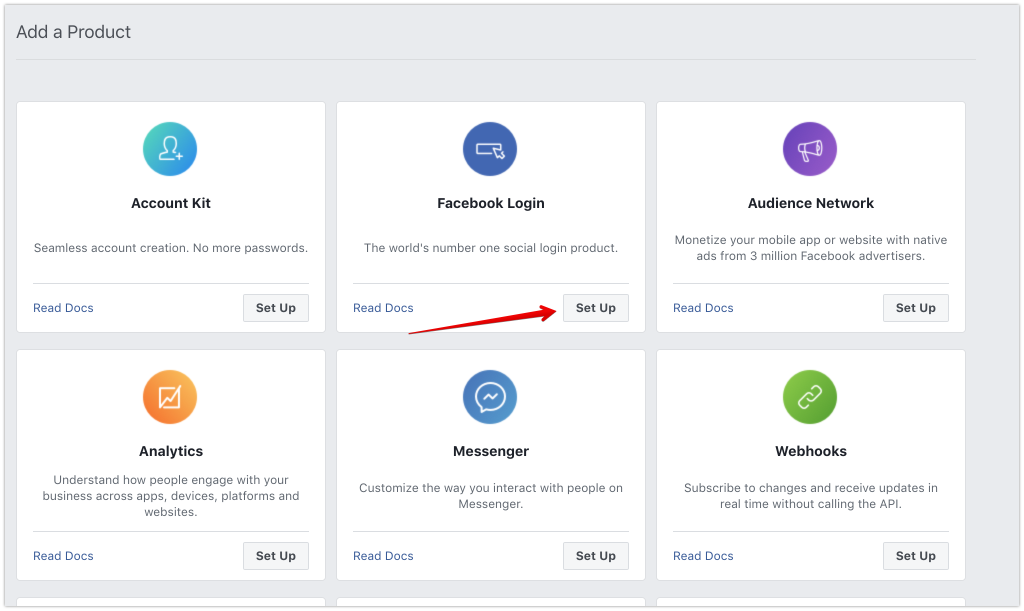 Add a Product
Account Kit
Seamless account creation. No more passwords.
Read Docs
Set Up
Facebook Login
The world's number one social login product.
Read Docs
Set Up
Audience Network
Monetize your mobile app or website with native
ads from 3 million Facebook advertisers.
Read Docs
Set Up
Analytics
Understand how people engage with your
business across apps, devices, platforms and
websites.
Read Docs
Set Up
Messenger
Customize the way you interact with people on
Messenger.
Read Docs
Set Up
Webhooks
Subscribe to changes and receive updates in
real time without calling the API.
Read Docs
Set Up